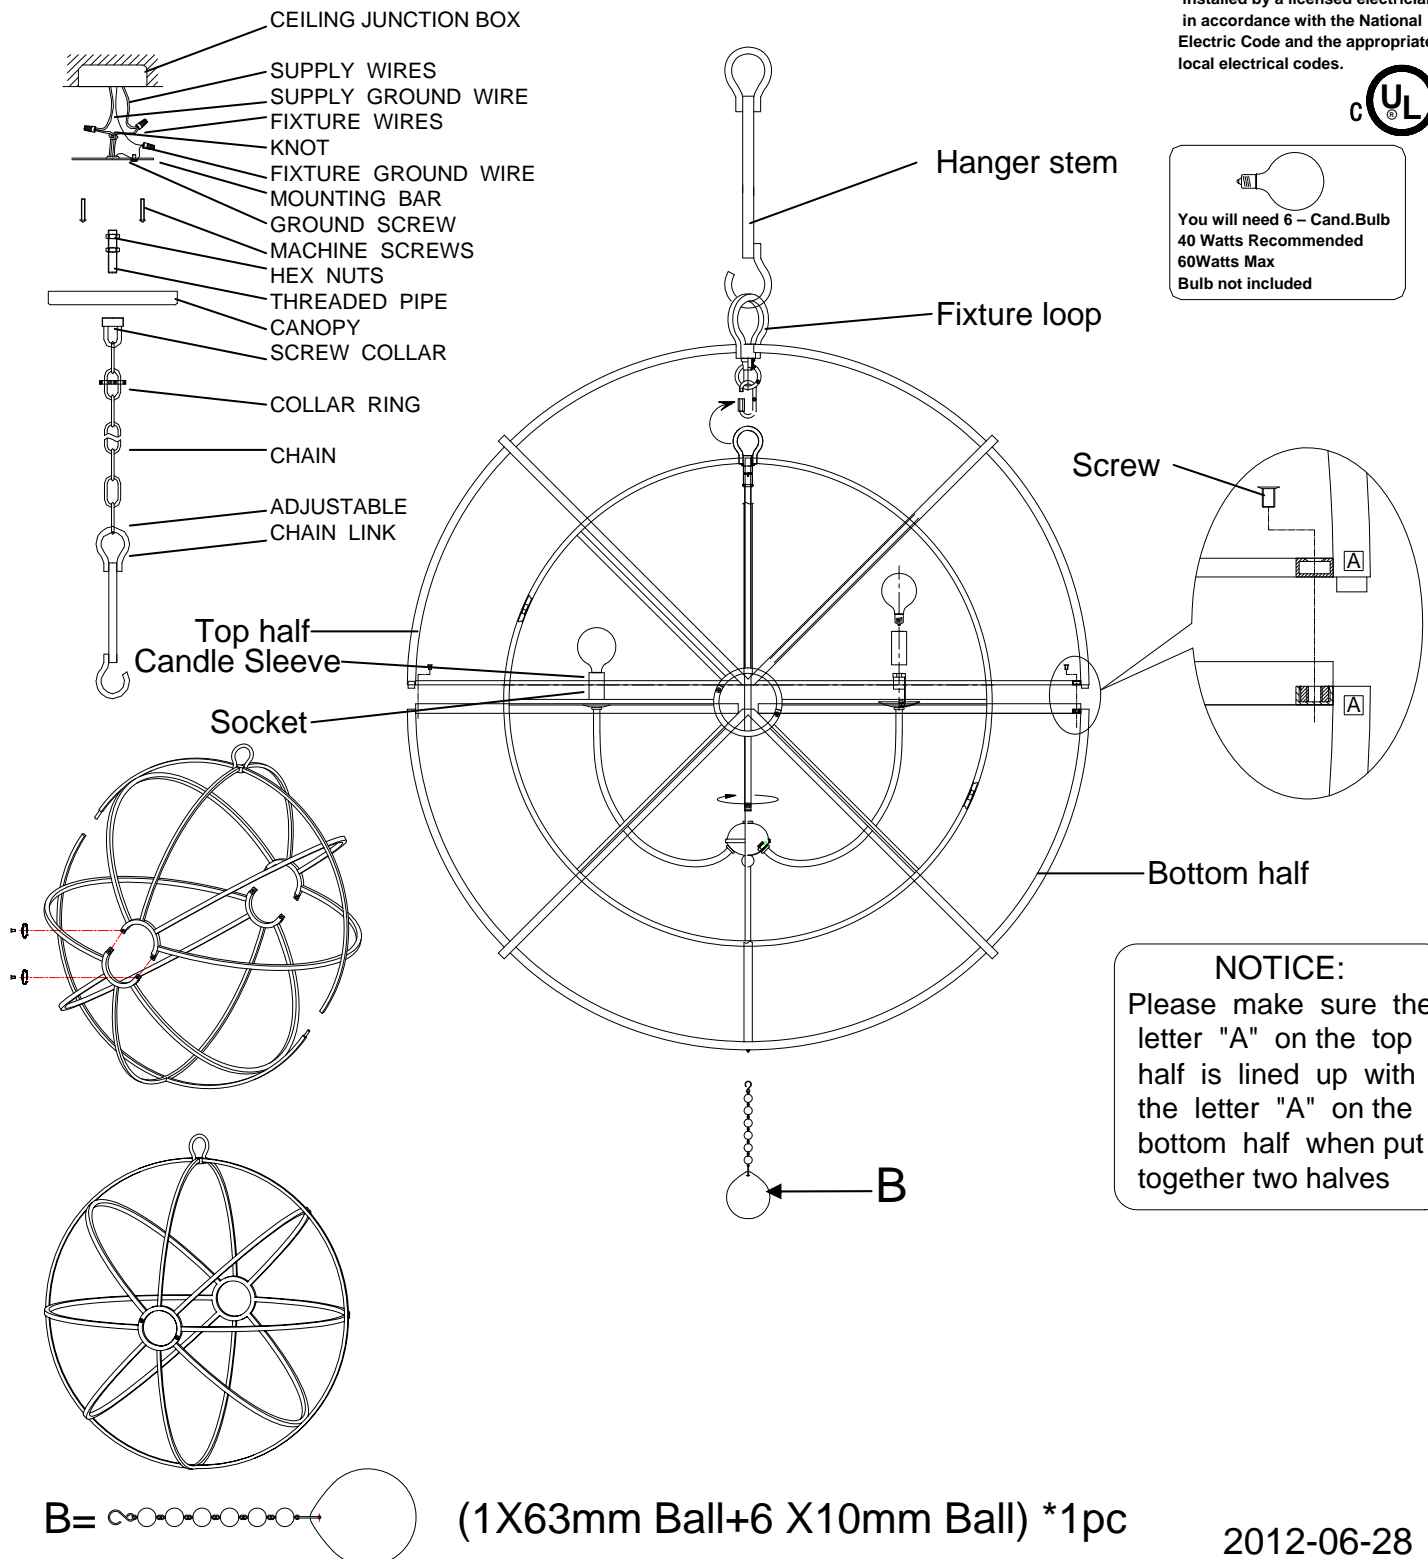 installed by a licensed electrician
in accordance with the National
Electric Code and the appropriate
local electrical codes.
c UL ®
You will need 6 – Cand.Bulb
40 Watts Recommended
60Watts Max
Bulb not included
CEILING JUNCTION BOX
SUPPLY WIRES
SUPPLY GROUND WIRE
FIXTURE WIRES
KNOT
FIXTURE GROUND WIRE
MOUNTING BAR
GROUND SCREW
MACHINE SCREWS
HEX NUTS
THREADED PIPE
CANOPY
SCREW COLLAR
COLLAR RING
CHAIN
ADJUSTABLE
CHAIN LINK
Hanger stem
Fixture loop
Screw
A
A
Top half
Candle Sleeve
Socket
Bottom half
NOTICE:
Please make sure the
letter "A" on the top
half is lined up with
the letter "A" on the
bottom half when put
together two halves
B
B= (1X63mm Ball+6 X10mm Ball) *1pc
2012-06-28